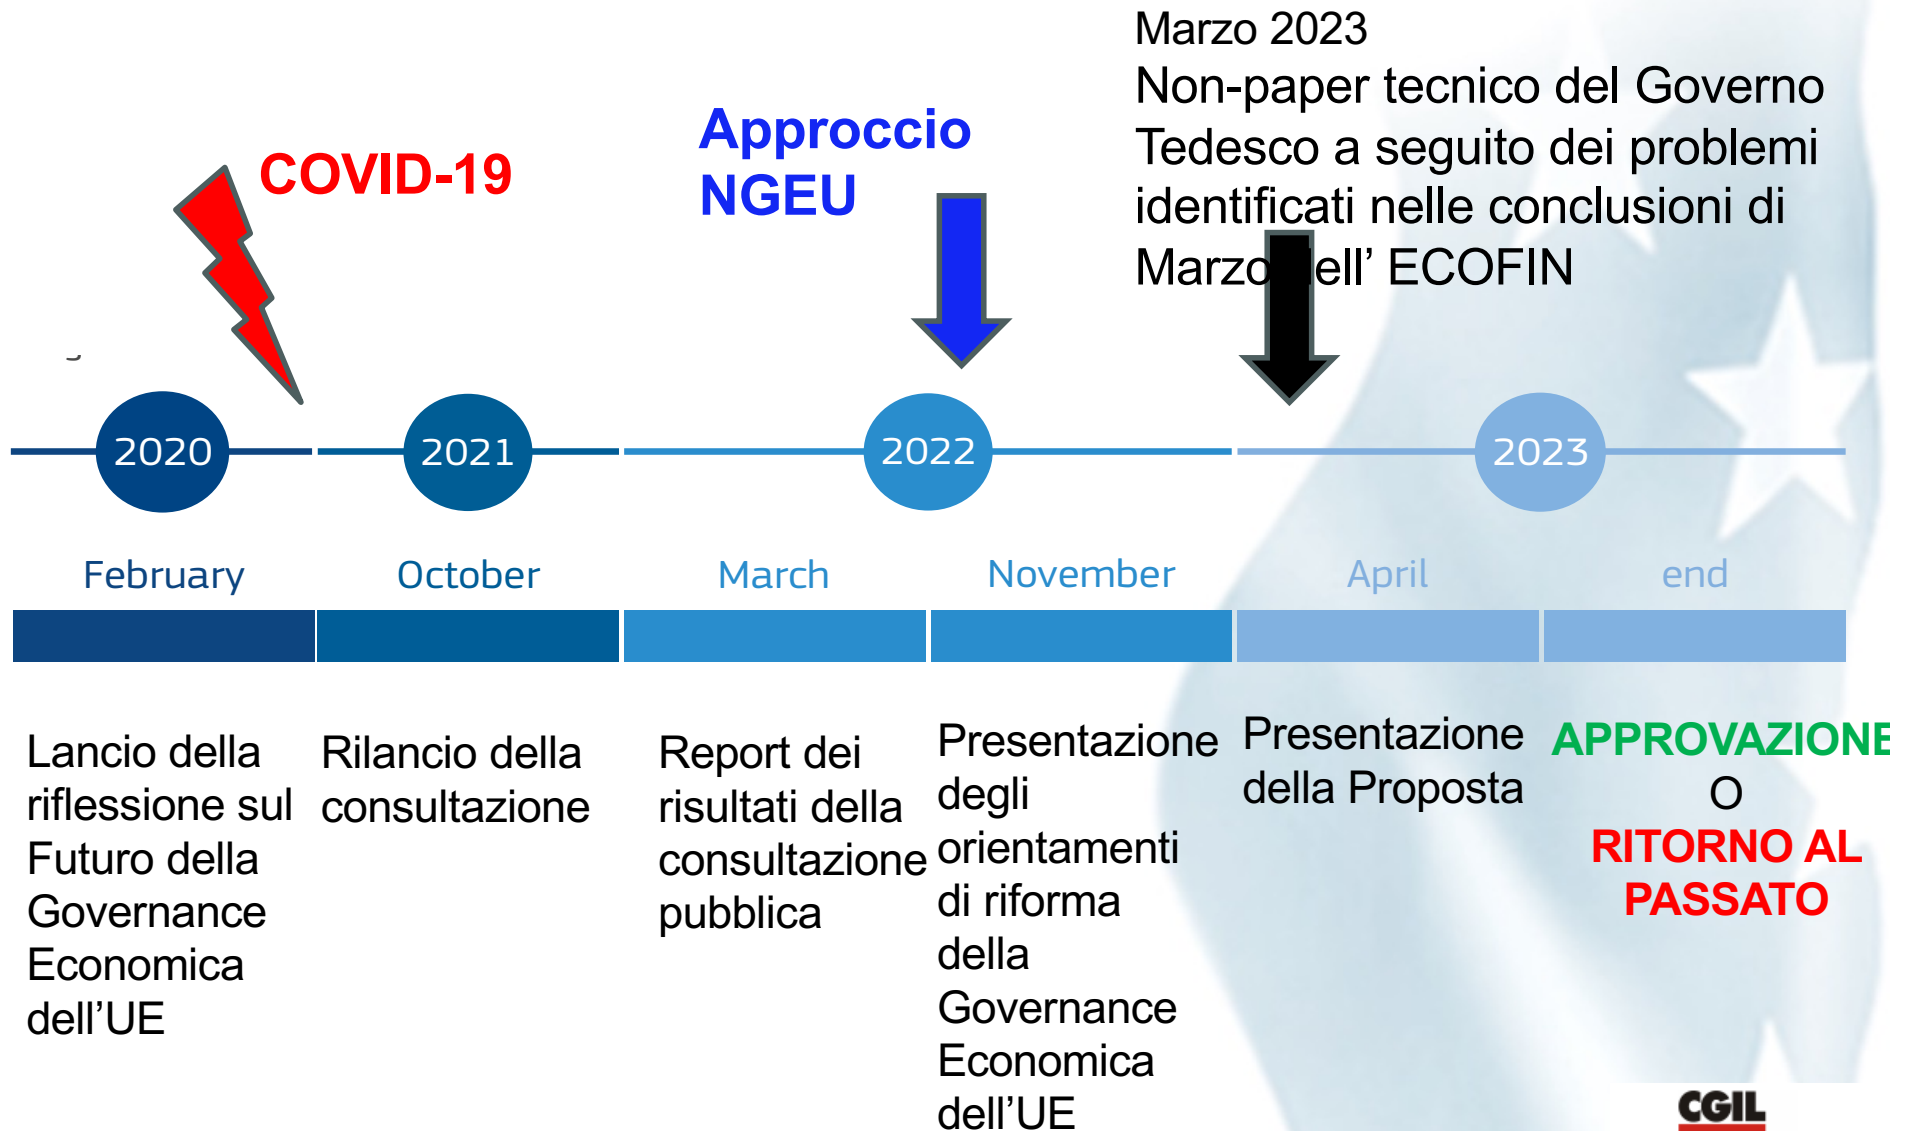 Marzo 2023
Non-paper tecnico del Governo
Tedesco a seguito dei problemi
identificati nelle conclusioni di
Marzo dell’ ECOFIN
COVID-19
Approccio
NGEU
2020
2021
2022
2023
February
October
March
November
April
end
Lancio della
riflessione sul
Futuro della
Governance
Economica
dell’UE
Rilancio della
consultazione
Report dei
risultati della
consultazione
pubblica
Presentazione
degli
orientamenti
di riforma
della
Governance
Economica
dell’UE
Presentazione
della Proposta
APPROVAZIONE
O
RITORNO AL
PASSATO
CGIL